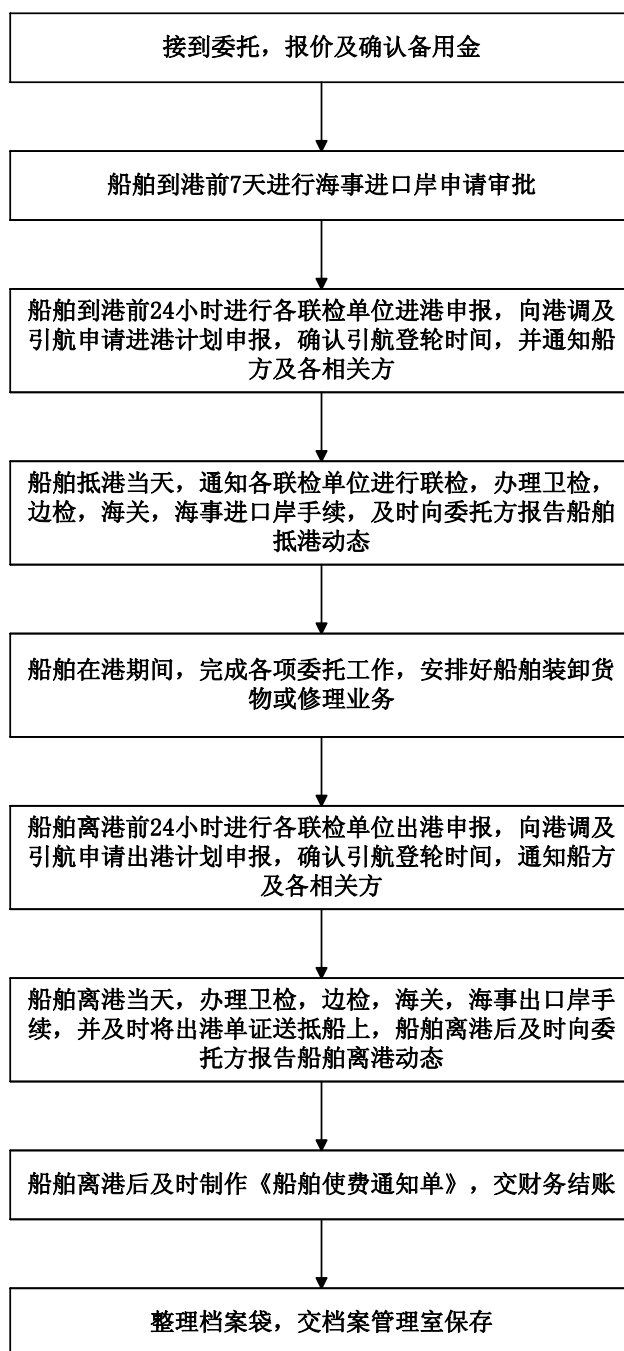 接到委托，报价及确认备用金
船舶到港前7天进行海事进口岸申请审批
船舶到港前24小时进行各联检单位进港申报，向港调及
引航申请进港计划申报，确认引航登轮时间，并通知船
方及各相关方
船舶抵港当天，通知各联检单位进行联检，办理卫检，
边检，海关，海事进口岸手续，及时向委托方报告船舶
抵港动态
船舶在港期间，完成各项委托工作，安排好船舶装卸货
物或修理业务
船舶离港前24小时进行各联检单位出港申报，向港调及
引航申请出港计划申报，确认引航登轮时间，通知船方
及各相关方
船舶离港当天，办理卫检，边检，海关，海事出口岸手
续，并及时将出港单证送抵船上，船舶离港后及时向委
托方报告船舶离港动态
船舶离港后及时制作《船舶使费通知单》，交财务结账
整理档案袋，交档案管理室保存